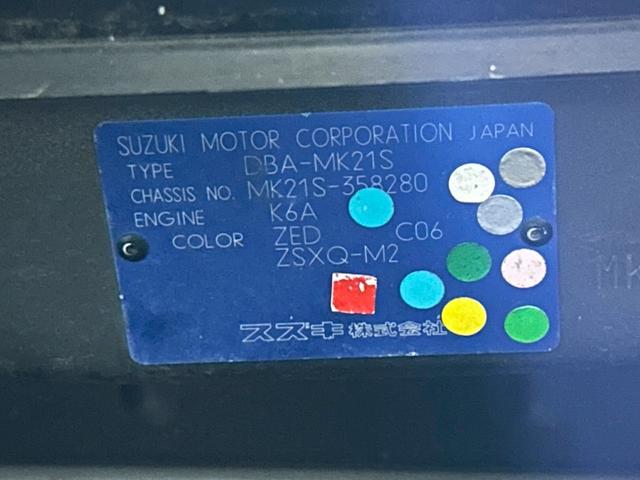 SUZUKI MOTOR CORPORATION JAPAN
TYPE DBA-MK21S
CHASSIS NO. MK21S-358280
ENGINE K6A
COLOR ZED C06
ZSXQ-M2
スズキ株式会社
MK